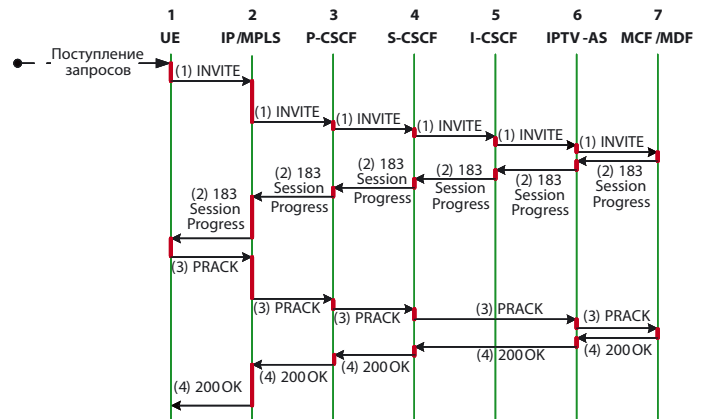 1 2 3 4 5 6 7
UE IP/MPLS P-CSCF S-CSCF I-CSCF IPTV-AS MCF/MDF
Поступление
запросов
(1) INVITE
(1) INVITE
(1) INVITE
(1) INVITE
(1) INVITE
(1) INVITE
(2) 183
Session
Progress
(2) 183
Session
Progress
(2) 183
Session
Progress
(2) 183
Session
Progress
(2) 183
Session
Progress
(2) 183
Session
Progress
(3) PRACK
(3) PRACK
(3) PRACK
(3) PRACK
(3) PRACK
(4) 200 OK
(4) 200 OK
(4) 200 OK
(4) 200 OK
(4) 200 OK